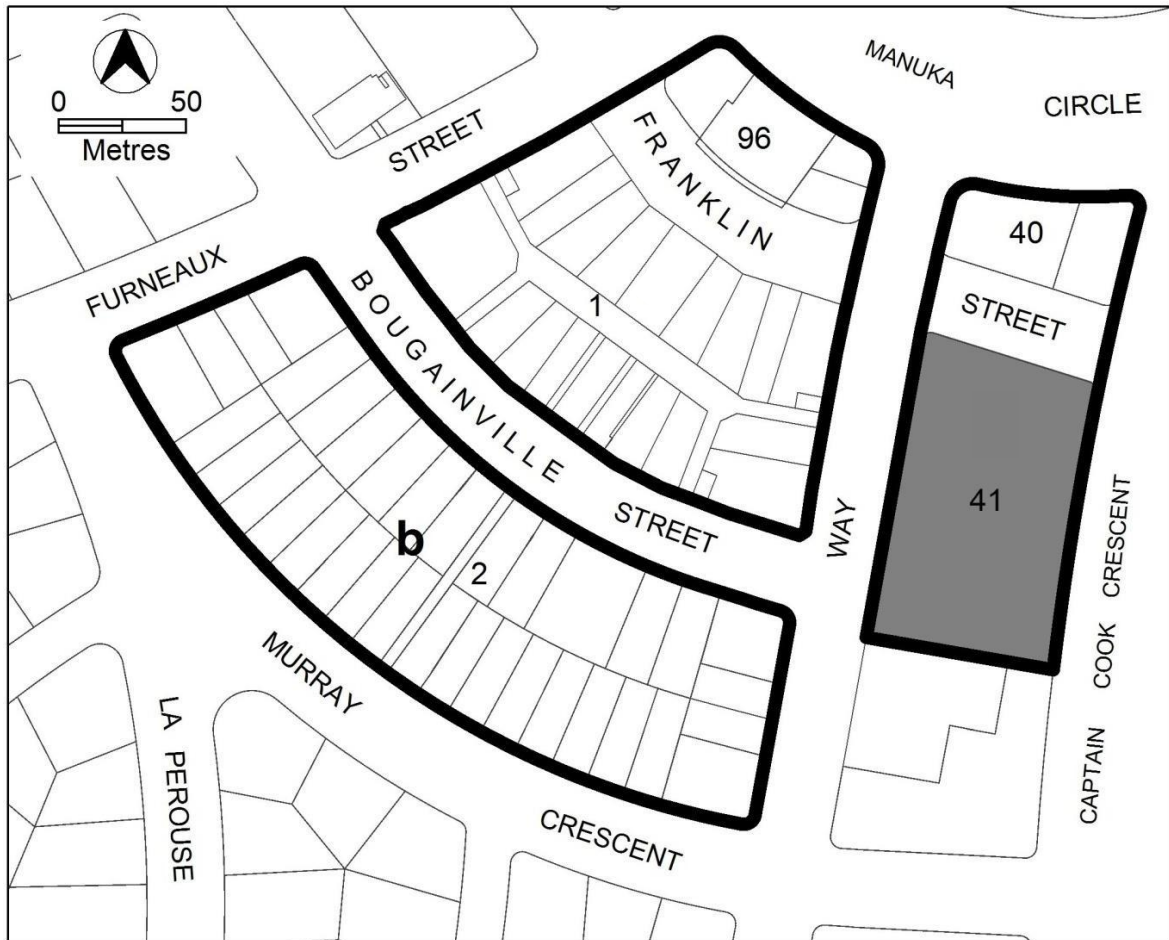 0 50
Metres
MANUKA
CIRCLE
STREET
FURNEAUX
FRANKLIN
96
40
STREET
1
BOUGAINVILLE
STREET
WAY
41
b
2
MURRAY
CRESCENT
LA PEROUSE
CAPTAIN COOK CRESCENT